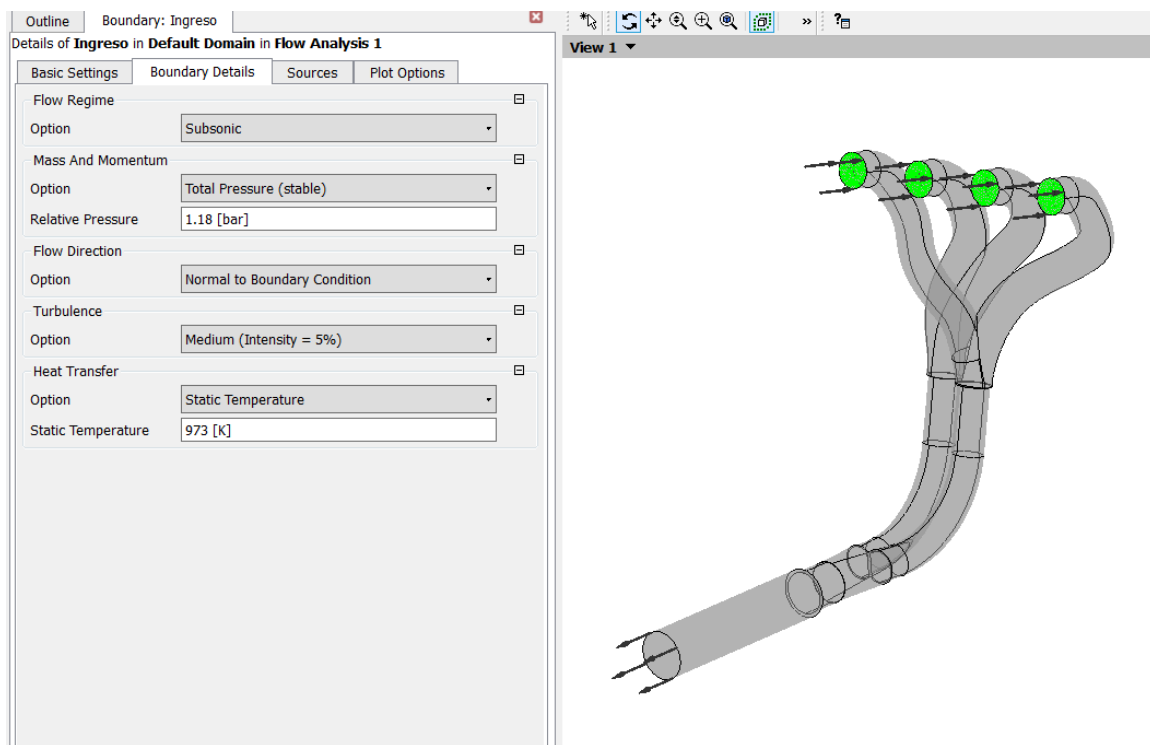 Outline Boundary: Ingreso
Details of Ingreso in Default Domain in Flow Analysis 1
Basic Settings Boundary Details Sources Plot Options
Flow Regime
Option Subsonic
Mass And Momentum
Option Total Pressure (stable)
Relative Pressure 1.18 [bar]
Flow Direction
Option Normal to Boundary Condition
Turbulence
Option Medium (Intensity = 5%)
Heat Transfer
Option Static Temperature
Static Temperature 973 [K]
» ?
View 1